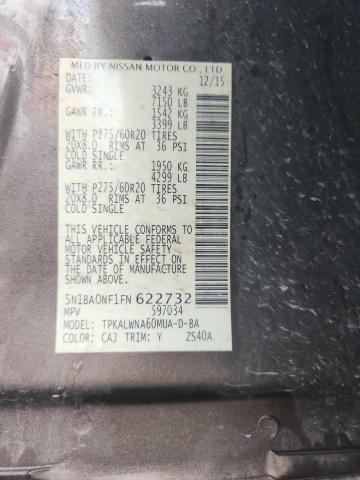 MFD BY NISSAN MOTOR CO., LTD
DATE: 12/15
GVWR: 3243 KG
7150 LB
GAWR FR.: 1542 KG
3399 LB
WITH P275/60R20 TIRES
20X8.0 RIMS AT 36 PSI
COLD SINGLE
GAWR RR.: 1950 KG
4299 LB
WITH P275/60R20 TIRES
20X8.0 RIMS AT 36 PSI
COLD SINGLE
THIS VEHICLE CONFORMS TO
ALL APPLICABLE FEDERAL
MOTOR VEHICLE SAFETY
STANDARDS IN EFFECT ON THE
DATE OF MANUFACTURE
SHOWN ABOVE.
5N1BA0NF1FN 622732
MPV 597034
MODEL: TPKALWNA60MUA-D-BA
COLOR: CAJ TRIM: Y ZS40A